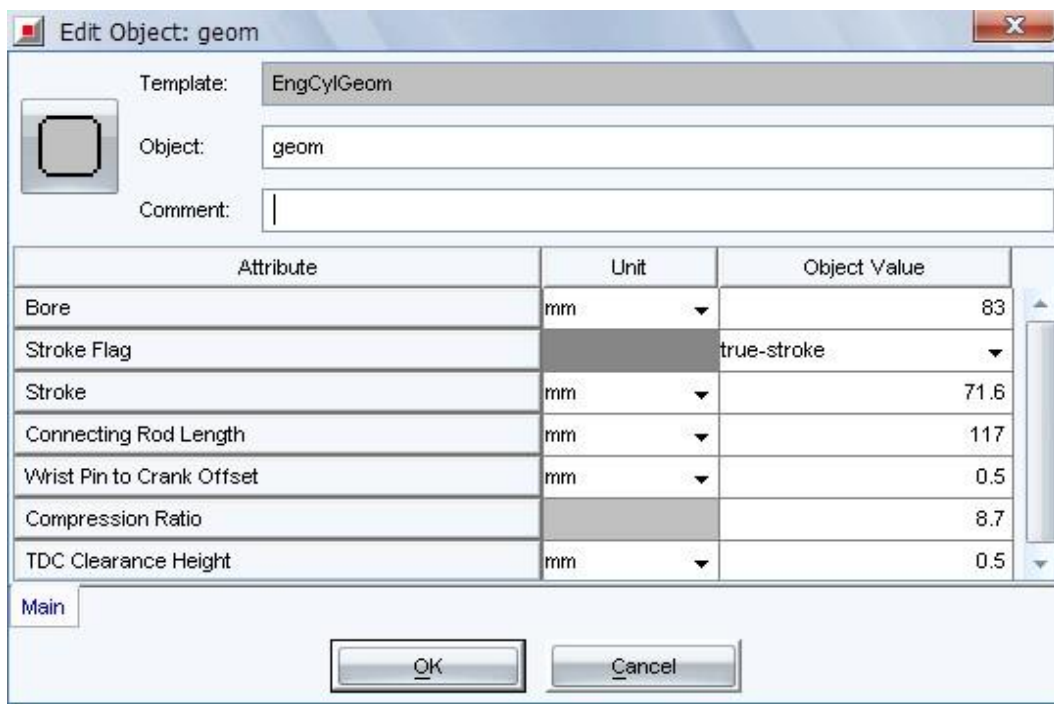 Edit Object: geom
Template: EngCylGeom
Object: geom
Comment:
Attribute Unit Object Value
Bore mm 83
Stroke Flag true-stroke
Stroke mm 71.6
Connecting Rod Length mm 117
Wrist Pin to Crank Offset mm 0.5
Compression Ratio 8.7
TDC Clearance Height mm 0.5
Main
OK Cancel